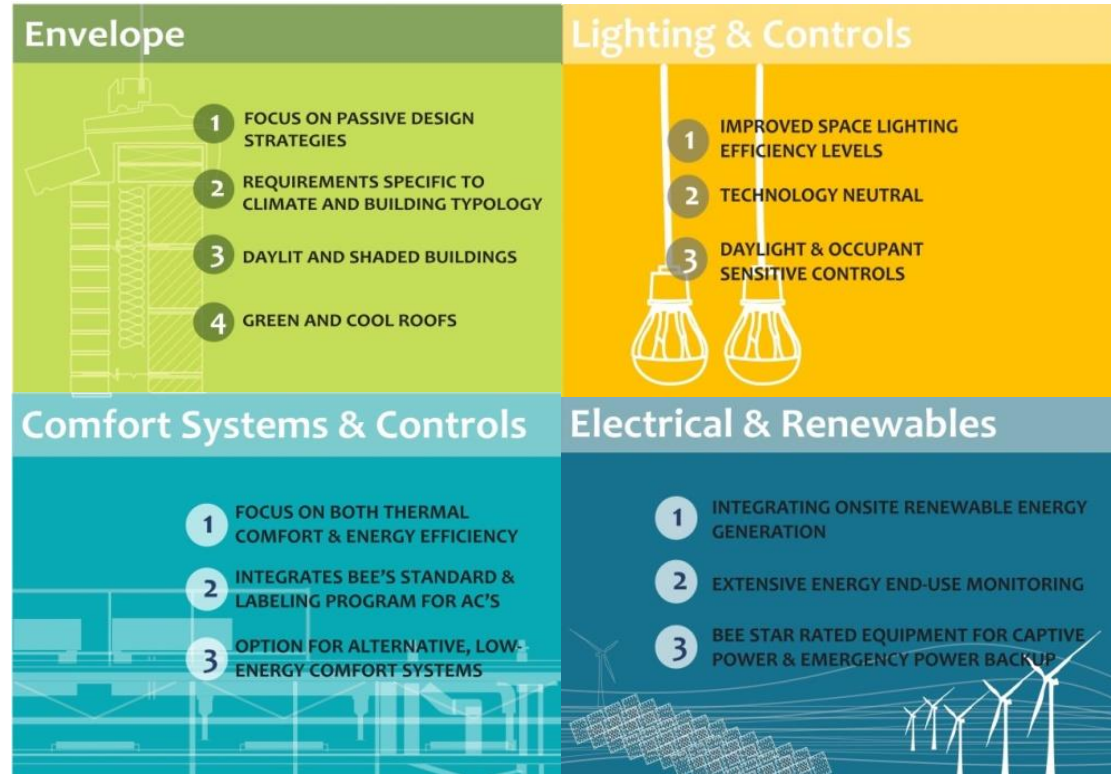 Envelope
1 FOCUS ON PASSIVE DESIGN
STRATEGIES
2 REQUIREMENTS SPECIFIC TO
CLIMATE AND BUILDING TYPOLOGY
3 DAYLIT AND SHADED BUILDINGS
4 GREEN AND COOL ROOFS
Lighting & Controls
1 IMPROVED SPACE LIGHTING
EFFICIENCY LEVELS
2 TECHNOLOGY NEUTRAL
3 DAYLIGHT & OCCUPANT
SENSITIVE CONTROLS
Comfort Systems & Controls
1 FOCUS ON BOTH THERMAL
COMFORT & ENERGY EFFICIENCY
2 INTEGRATES BEE'S STANDARD &
LABELING PROGRAM FOR AC'S
3 OPTION FOR ALTERNATIVE, LOW-
ENERGY COMFORT SYSTEMS
Electrical & Renewables
1 INTEGRATING ONSITE RENEWABLE ENERGY
GENERATION
2 EXTENSIVE ENERGY END-USE MONITORING
3 BEE STAR RATED EQUIPMENT FOR CAPTIVE
POWER & EMERGENCY POWER BACKUP